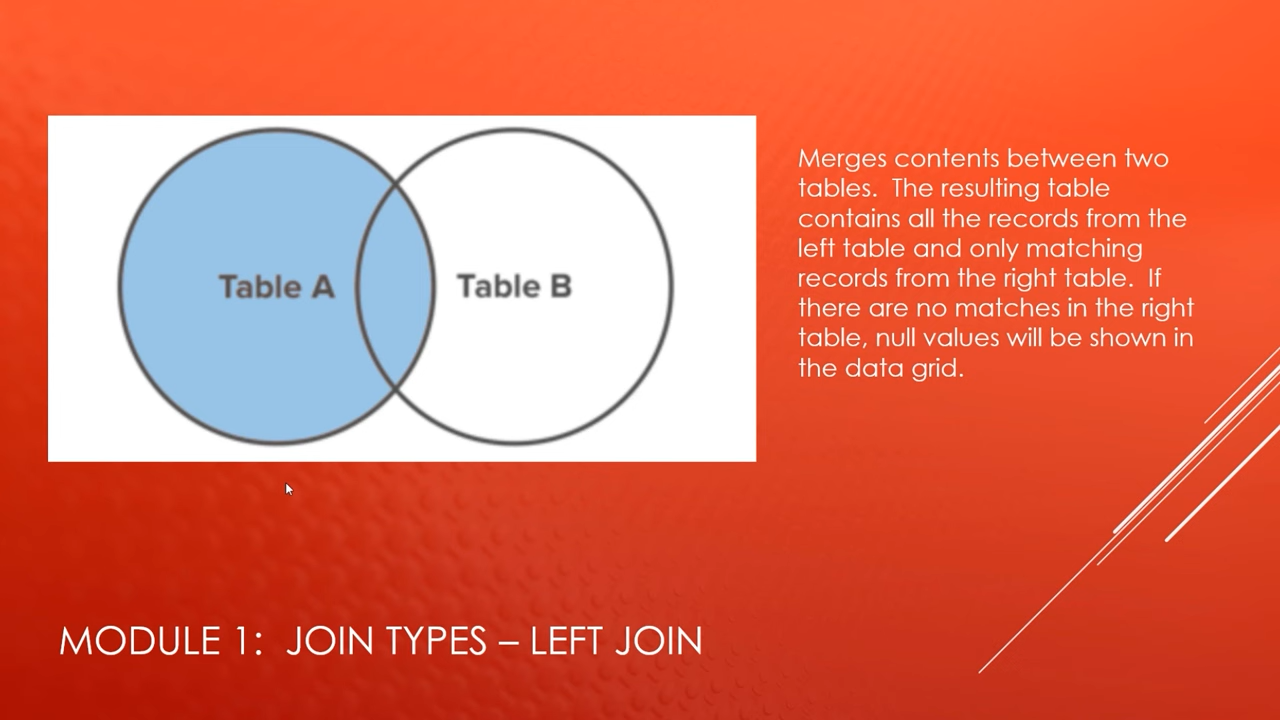 Table A
Table B
Merges contents between two
tables.  The resulting table
contains all the records from the
left table and only matching
records from the right table.  If
there are no matches in the right
table, null values will be shown in
the data grid.
MODULE 1:  JOIN TYPES – LEFT JOIN